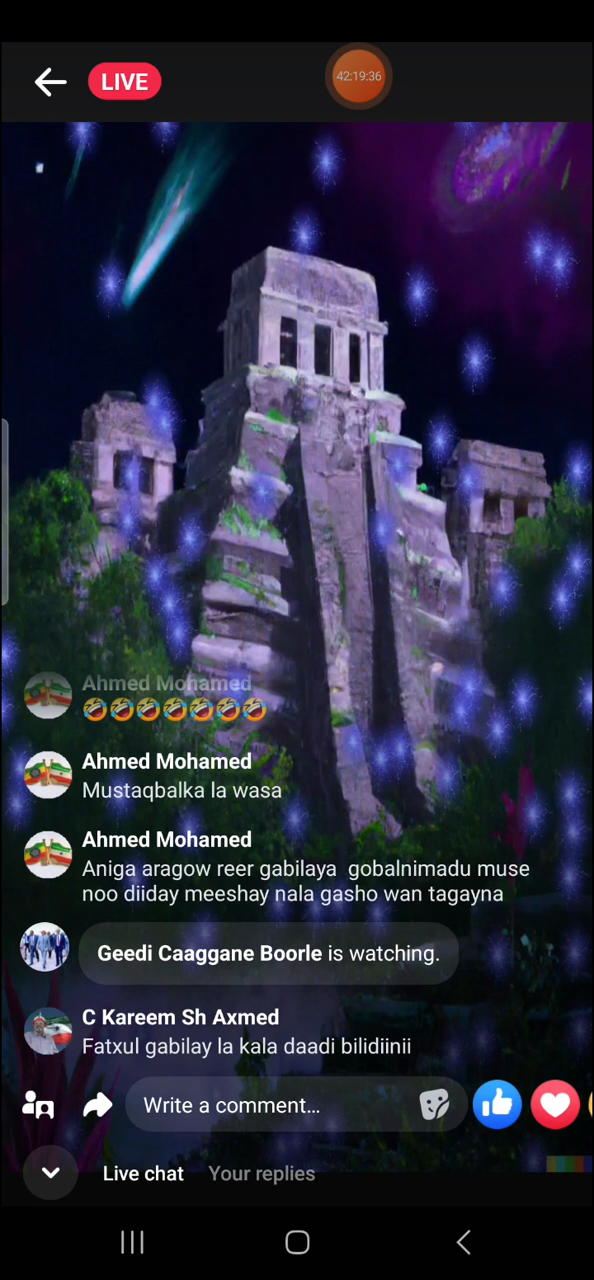 LIVE
42:19:36
Ahmed Mohamed
🤣🤣🤣🤣🤣🤣🤣
Ahmed Mohamed
Mustaqbalka la wasa
Ahmed Mohamed
Aniga aragow reer gabilaya gobalnimadu muse
noo diiday meeshay nala gasho wan tagayna
Geedi Caaggane Boorle is watching.
C Kareem Sh Axmed
Fatxul gabilay la kala daadi bilidiinii
Write a comment...
Live chat
Your replies